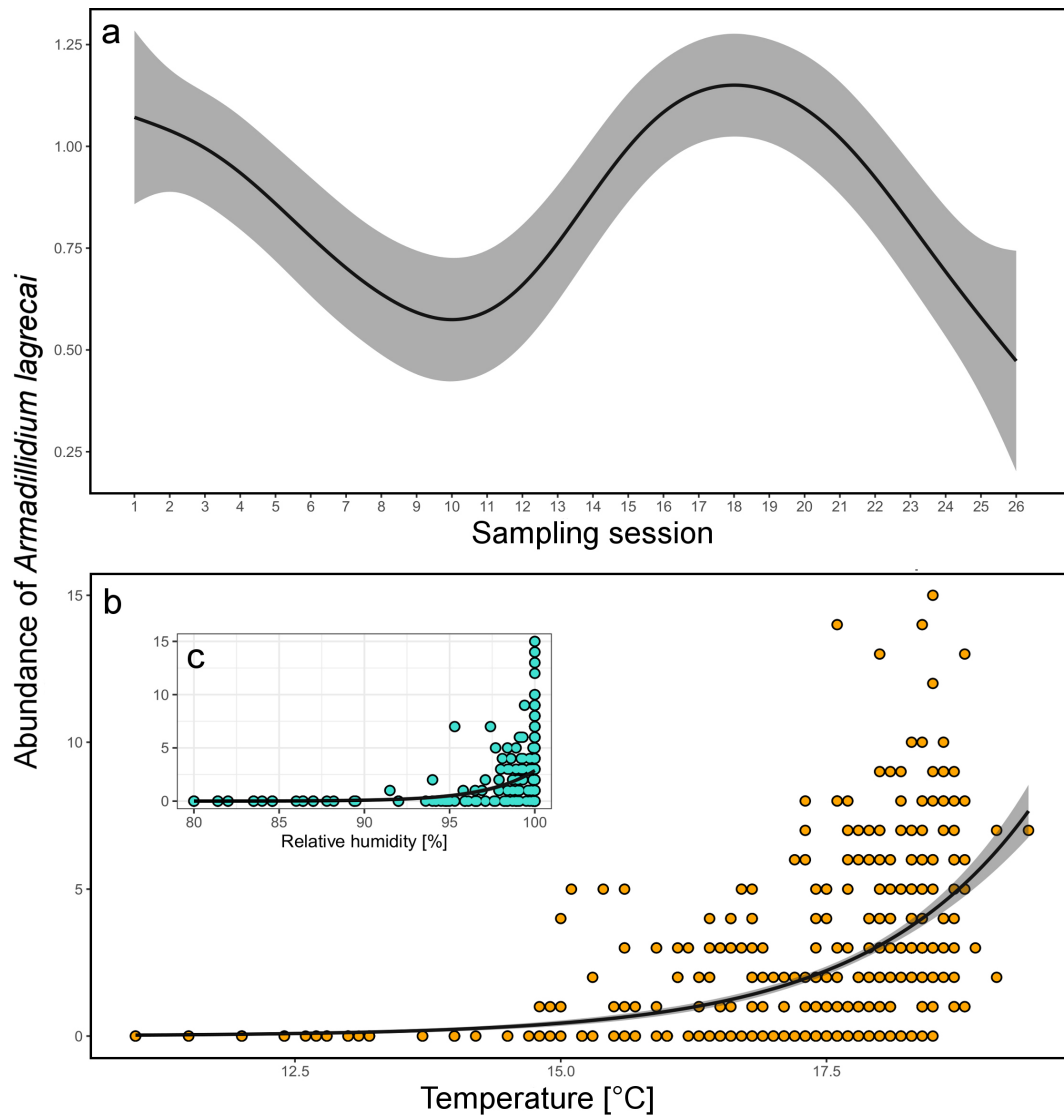 Abundance of Armadillidium lagrecai
a
1.25
1.00
0.75
0.50
0.25
1 2 3 4 5 6 7 8 9 10 11 12 13 14 15 16 17 18 19 20 21 22 23 24 25 26
Sampling session
b
15
10
5
0
c
15
10
5
0
80 85 90 95 100
Relative humidity [%]
12.5 15.0 17.5
Temperature [°C]